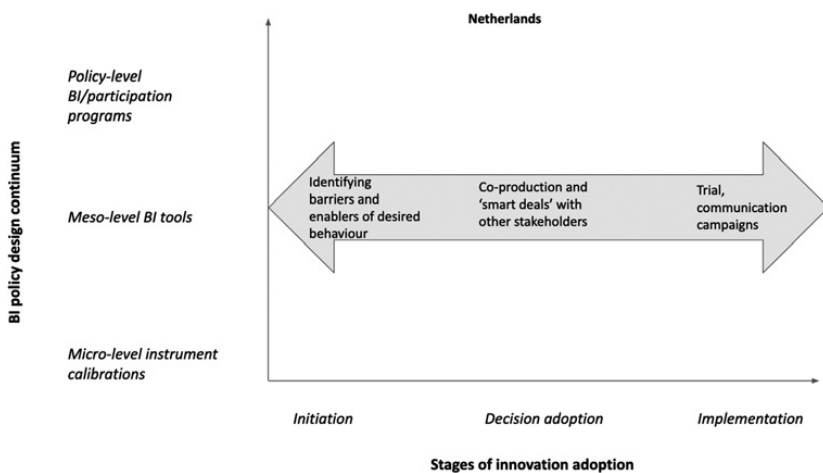 Netherlands
Policy-level
BI/participation
programs
BI policy design continuum
Meso-level BI tools
Identifying
barriers and
enablers of desired
behaviour
Co-production and
‘smart deals’ with
other stakeholders
Trial,
communication
campaigns
Micro-level instrument
calibrations
Initiation
Decision adoption
Implementation
Stages of innovation adoption